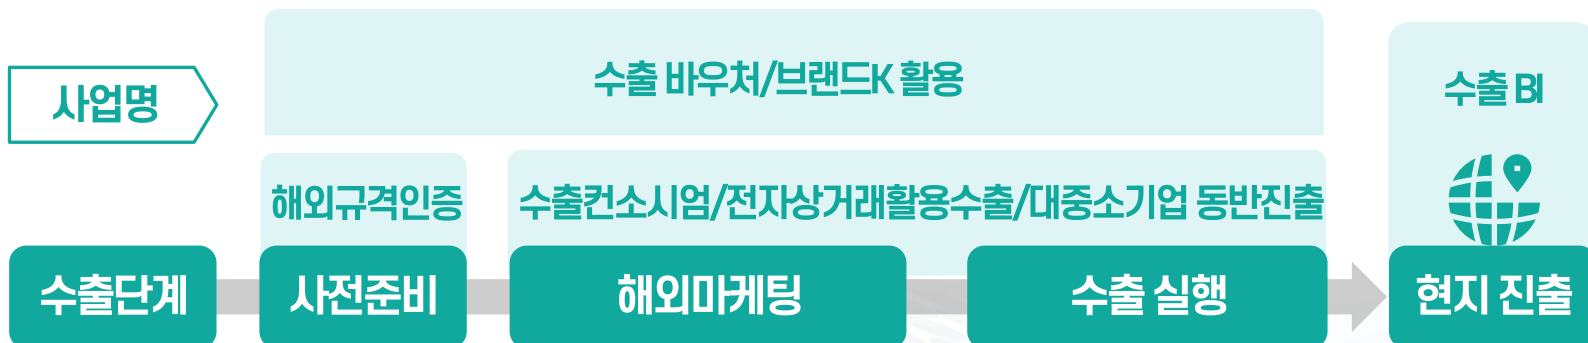 수출 바우처/브랜드K 활용
사업명
수출 BI
해외규격인증
수출컨소시엄/전자상거래활용수출/대중소기업 동반진출
수출단계
사전준비
해외마케팅
수출 실행
현지 진출